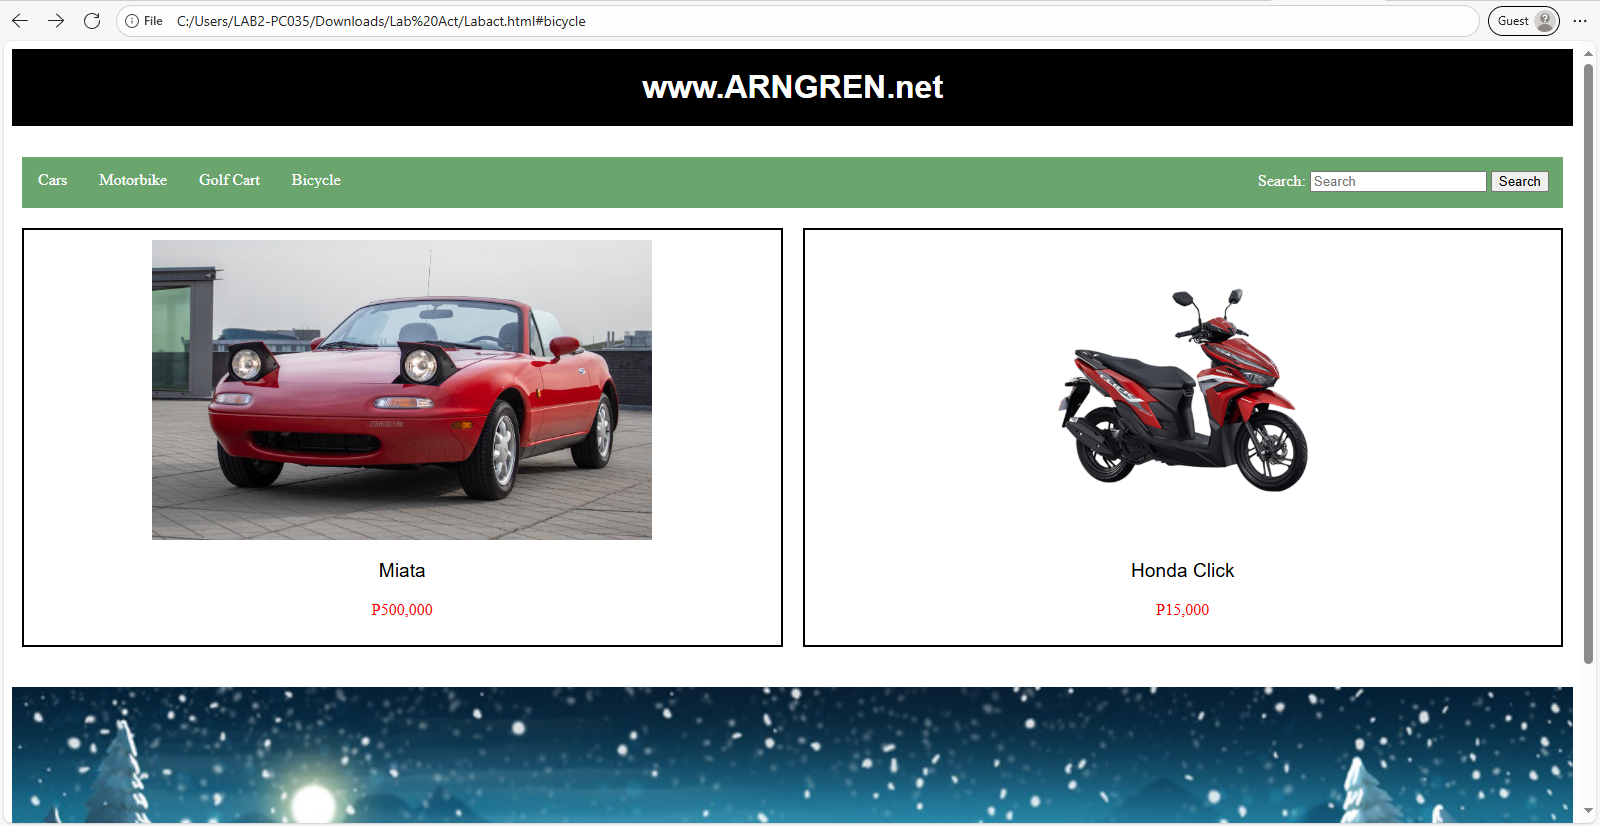 File C:/Users/LAB2-PC035/Downloads/Lab%20Act/Labact.html#bicycle Guest
www.ARNGREN.net
Cars Motorbike Golf Cart Bicycle Search: Search Search
Miata
Honda Click
₱500,000
₱15,000